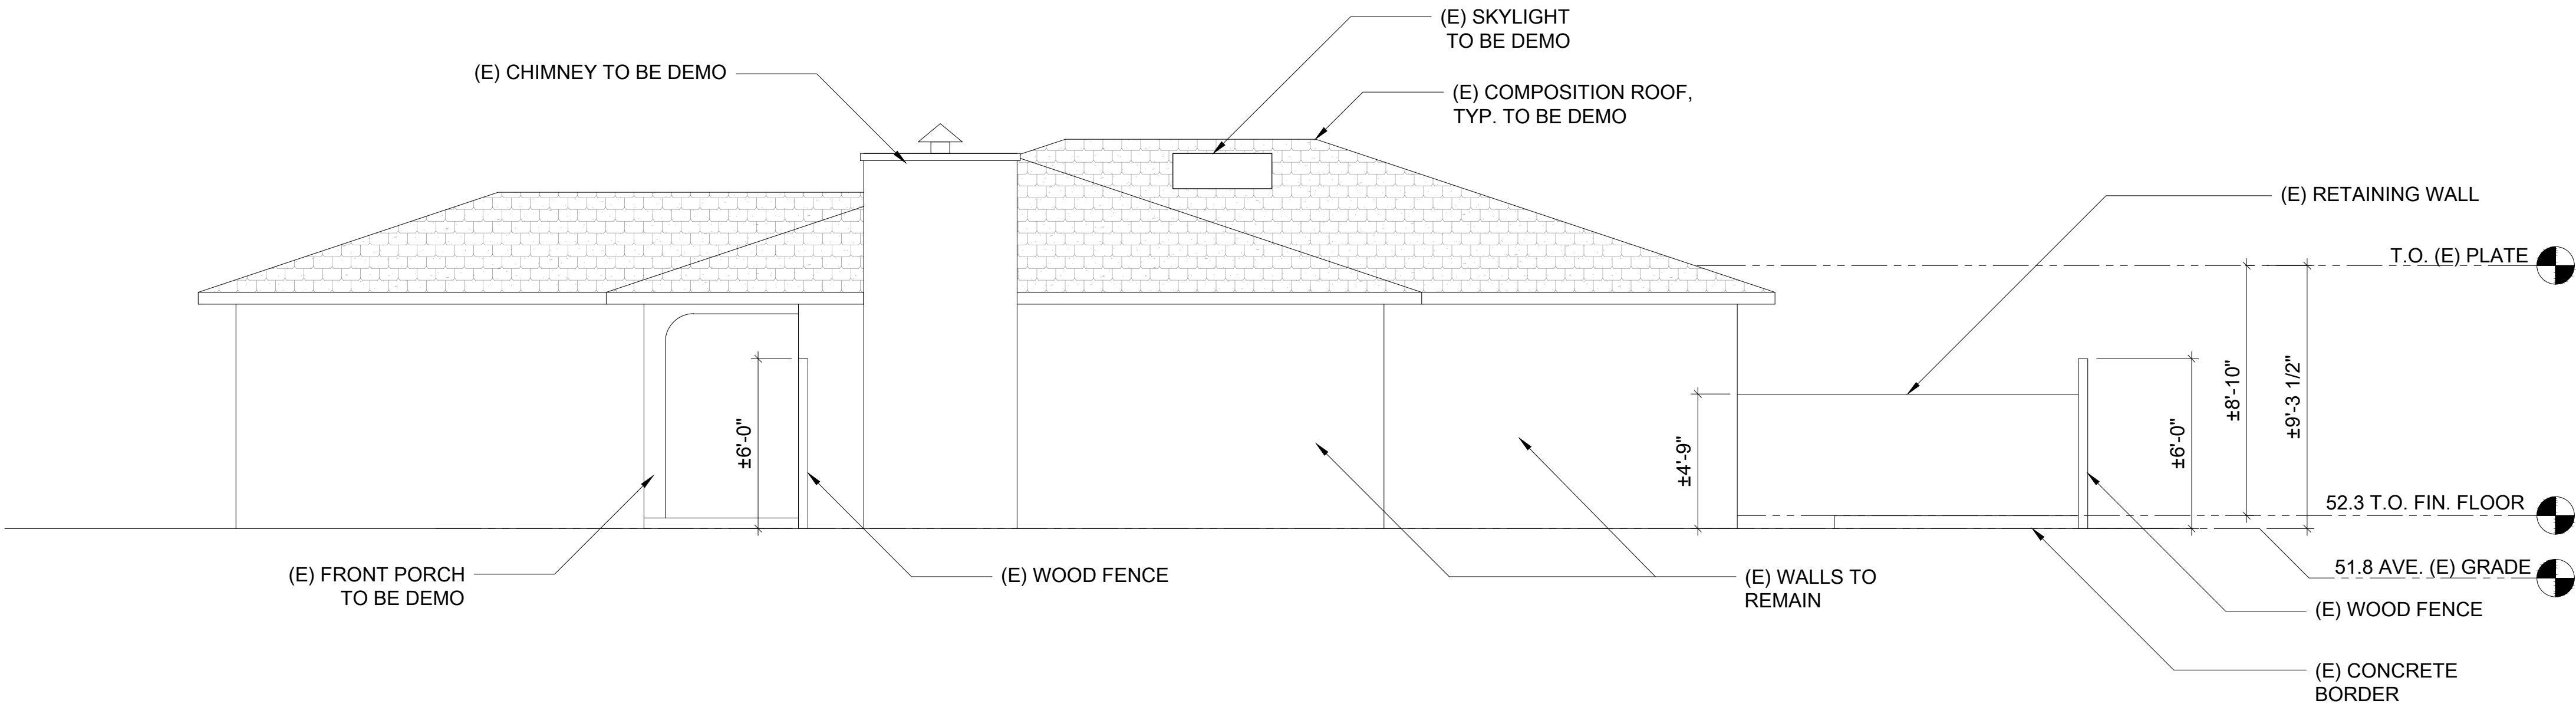 (E) SKYLIGHT
TO BE DEMO
(E) CHIMNEY TO BE DEMO
(E) COMPOSITION ROOF,
TYP. TO BE DEMO
(E) RETAINING WALL
T.O. (E) PLATE
±6'-0"
±4'-9"
±6'-0"
±8'-10"
±9'-3 1/2"
52.3 T.O. FIN. FLOOR
51.8 AVE. (E) GRADE
(E) FRONT PORCH
TO BE DEMO
(E) WOOD FENCE
(E) WALLS TO
REMAIN
(E) WOOD FENCE
(E) CONCRETE
BORDER